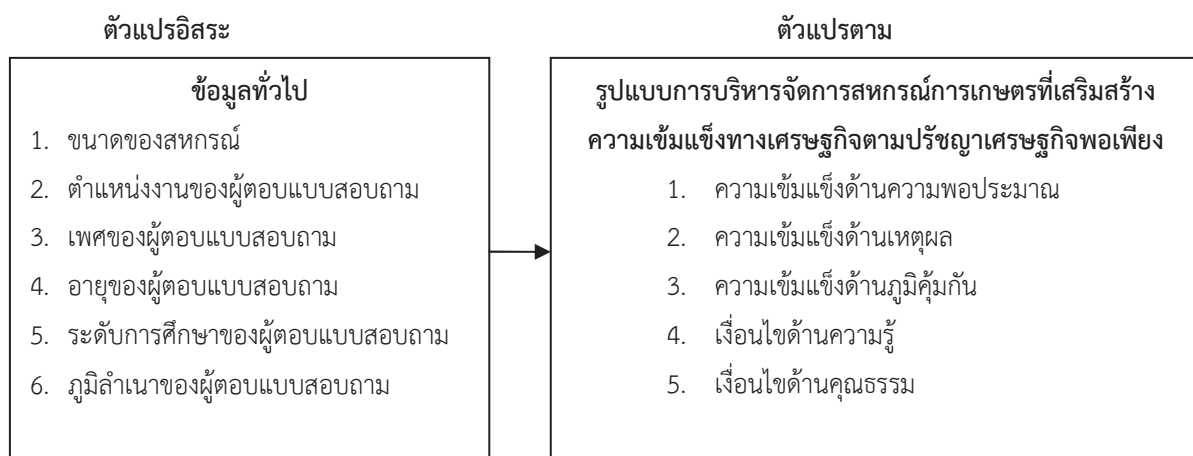 ตัวแปรอิสระ
ข้อมูลทั่วไป
1. ขนาดของสหกรณ์
2. ตำแหน่งงานของผู้ตอบแบบสอบถาม
3. เพศของผู้ตอบแบบสอบถาม
4. อายุของผู้ตอบแบบสอบถาม
5. ระดับการศึกษาของผู้ตอบแบบสอบถาม
6. ภูมิลำเนาของผู้ตอบแบบสอบถาม
ตัวแปรตาม
รูปแบบการบริหารจัดการสหกรณ์การเกษตรที่เสริมสร้าง
ความเข้มแข็งทางเศรษฐกิจตามปรัชญาเศรษฐกิจพอเพียง
1. ความเข้มแข็งด้านความพอประมาณ
2. ความเข้มแข็งด้านเหตุผล
3. ความเข้มแข็งด้านภูมิคุ้มกัน
4. เงื่อนไขด้านความรู้
5. เงื่อนไขด้านคุณธรรม